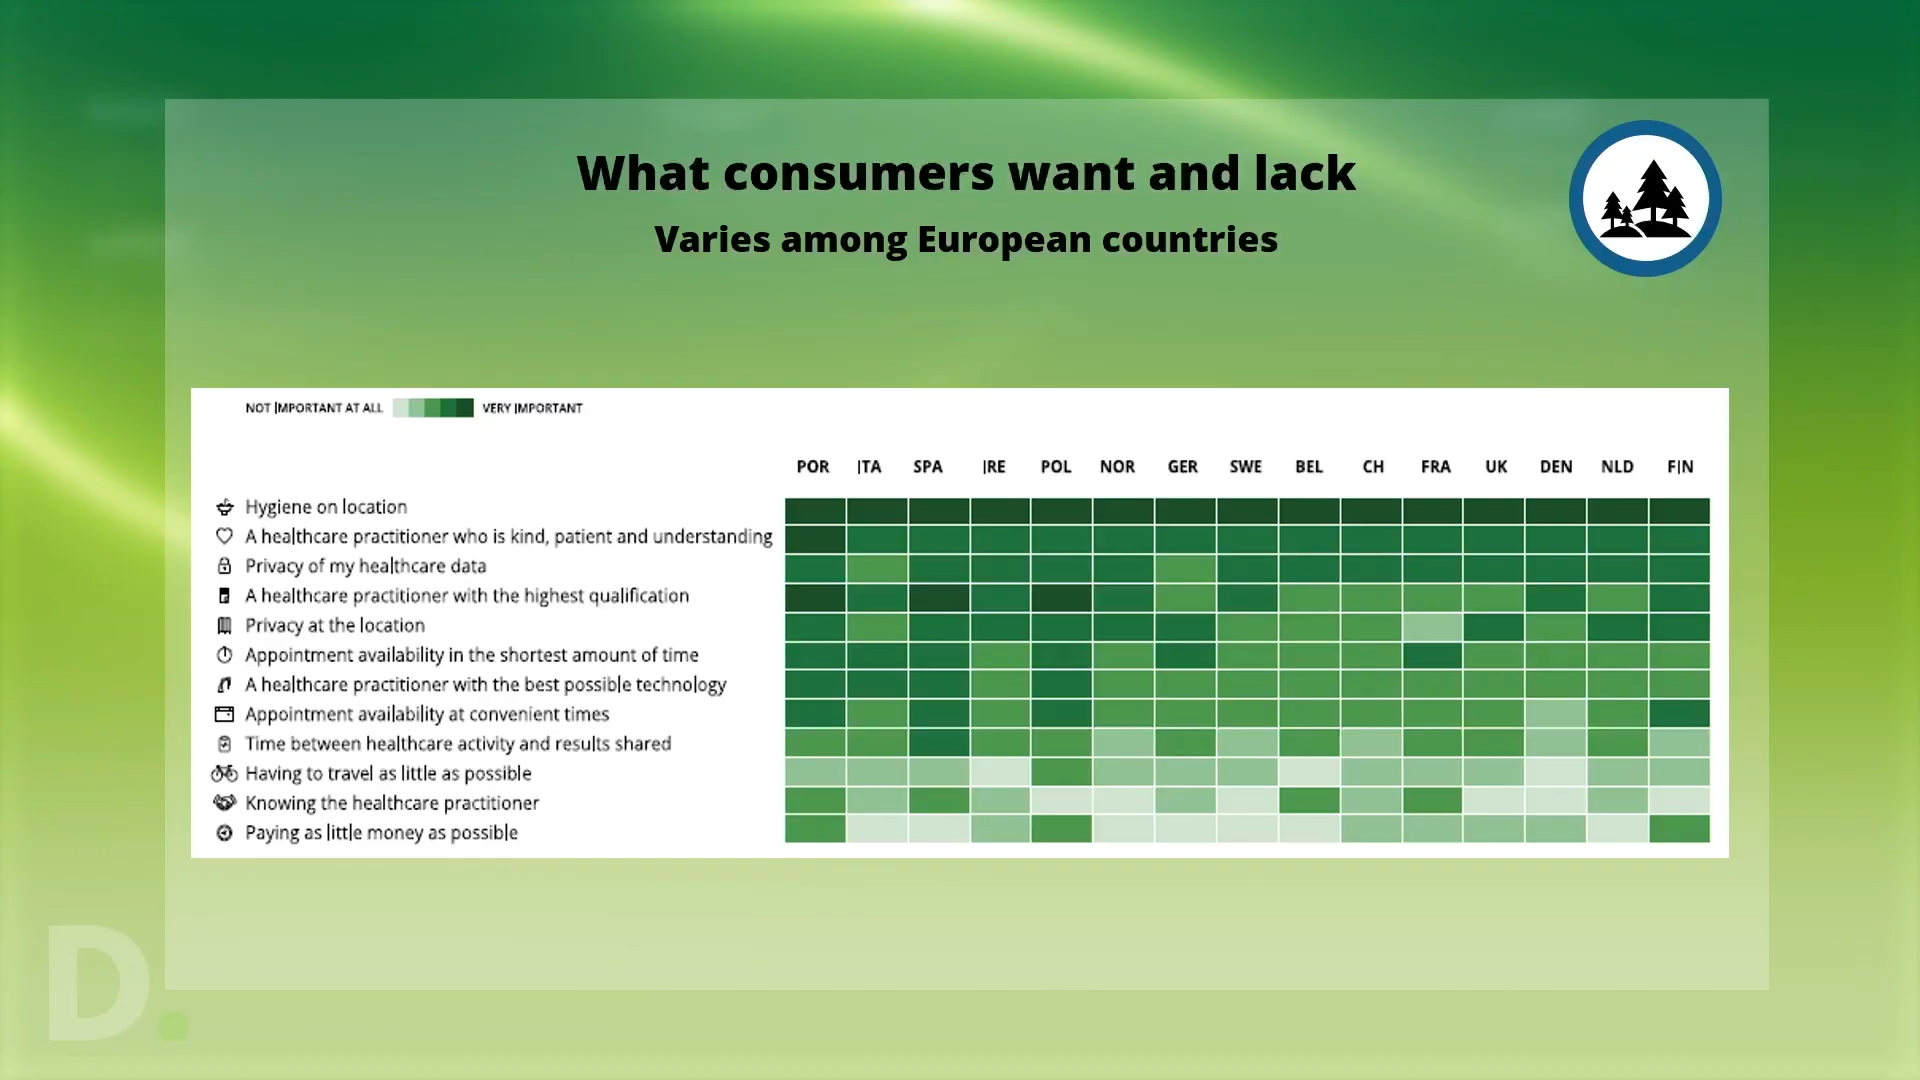 What consumers want and lack
Varies among European countries
NOT IMPORTANT AT ALL VERY IMPORTANT
POR ITA SPA IRE POL NOR GER SWE BEL CH FRA UK DEN NLD FIN
Hygiene on location
A healthcare practitioner who is kind, patient and understanding
Privacy of my healthcare data
A healthcare practitioner with the highest qualification
Privacy at the location
Appointment availability in the shortest amount of time
A healthcare practitioner with the best possible technology
Appointment availability at convenient times
Time between healthcare activity and results shared
Having to travel as little as possible
Knowing the healthcare practitioner
Paying as little money as possible
D.